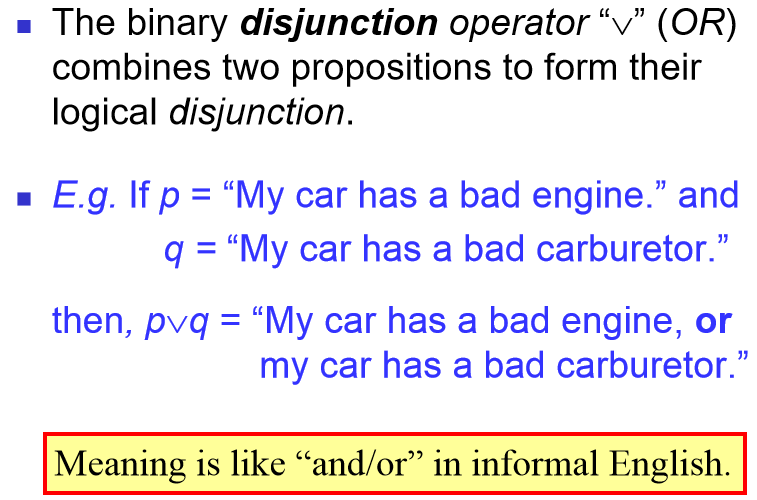 The binary disjunction operator “∨” (OR)
combines two propositions to form their
logical disjunction.
E.g. If p = “My car has a bad engine.” and
q = “My car has a bad carburetor.”
then, p∨q = “My car has a bad engine, or
my car has a bad carburetor.”
Meaning is like “and/or” in informal English.